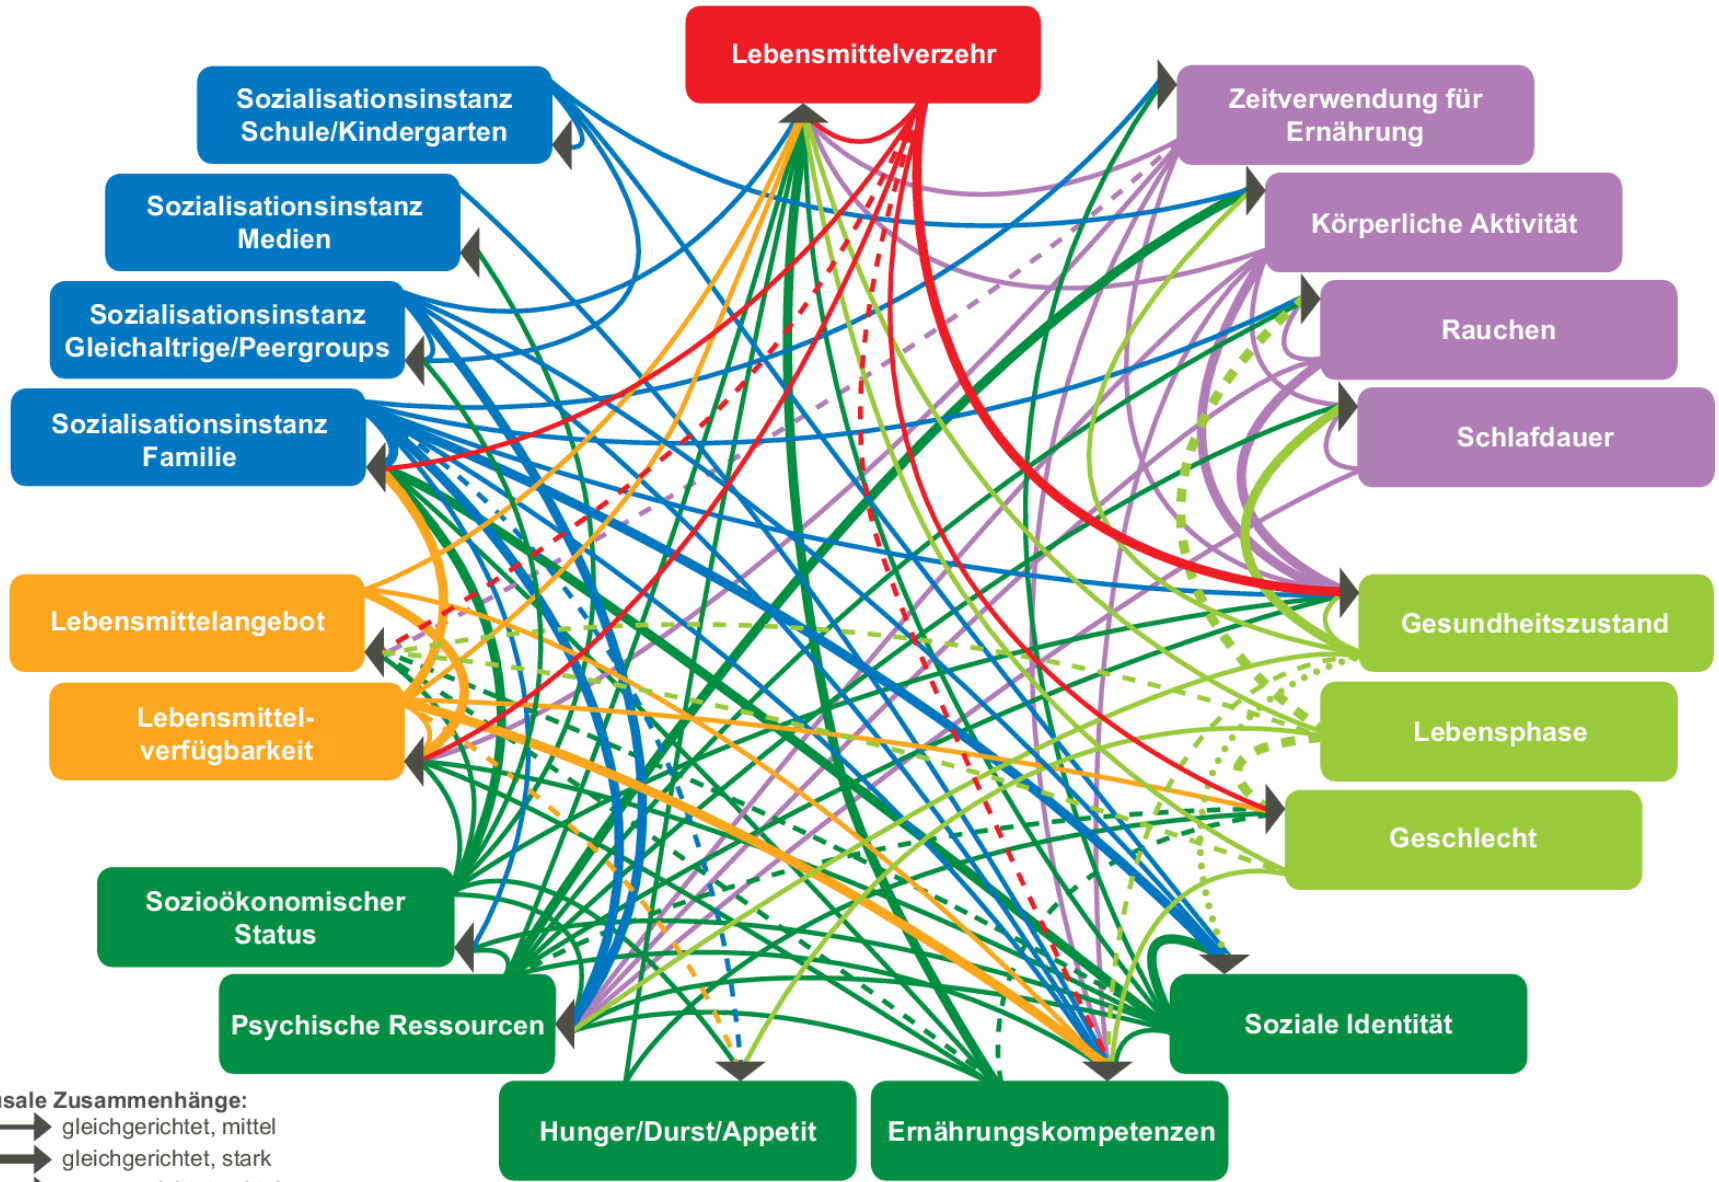 Lebensmittelverzehr
Sozialisationsinstanz
Schule/Kindergarten
Zeitverwendung für
Ernährung
Sozialisationsinstanz
Medien
Körperliche Aktivität
Sozialisationsinstanz
Gleichaltrige/Peergroups
Rauchen
Sozialisationsinstanz
Familie
Schlafdauer
Lebensmittelangebot
Gesundheitszustand
Lebensmittel-
verfügbarkeit
Lebensphase
Geschlecht
Sozioökonomischer
Status
Psychische Ressourcen
Soziale Identität
Hunger/Durst/Appetit
Ernährungskompetenzen
Zusammenhänge:
gleichgerichtet, mittel
gleichgerichtet, stark